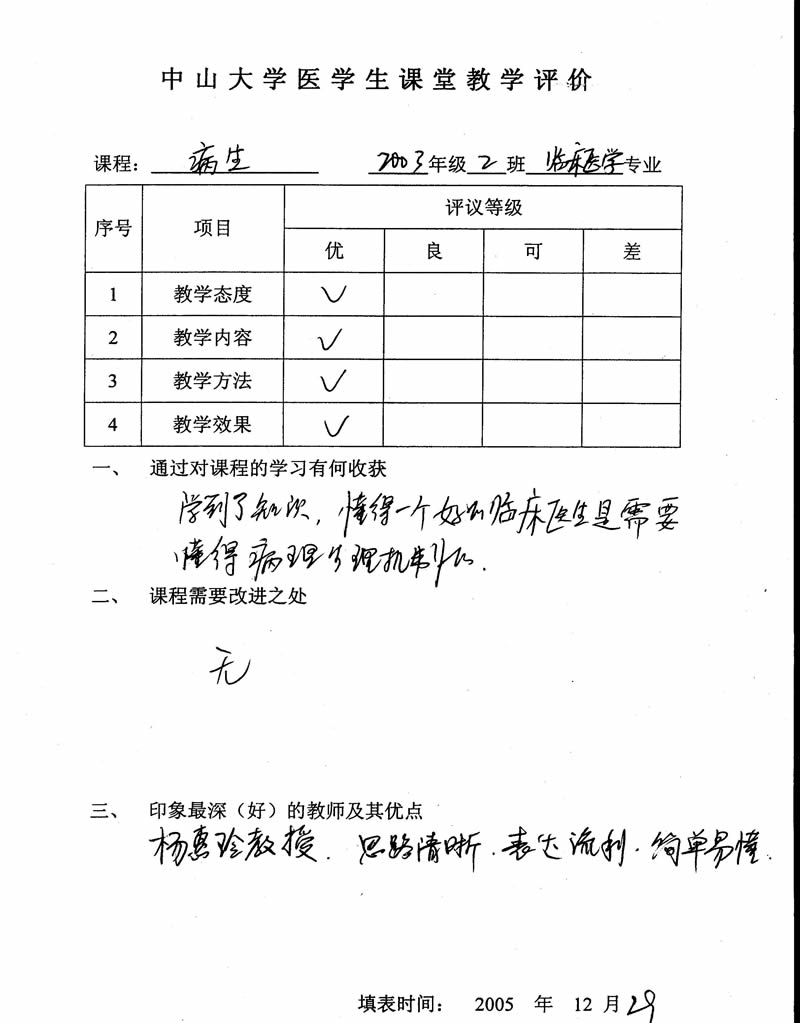 中山大学医学生课堂教学评价
课程： 病生 2003年级 2 班 临床医学专业
序号 项目 评议等级
优 良 可 差
1 教学态度 √
2 教学内容 √
3 教学方法 √
4 教学效果 √
一、 通过对课程的学习有何收获
学到了知识，懂得一个好的临床医生是需要
懂得病理生理机制的.
二、 课程需要改进之处
无
三、 印象最深（好）的教师及其优点
杨惠玲教授. 思路清晰. 表达流利. 简单易懂.
填表时间： 2005 年 12 月 29